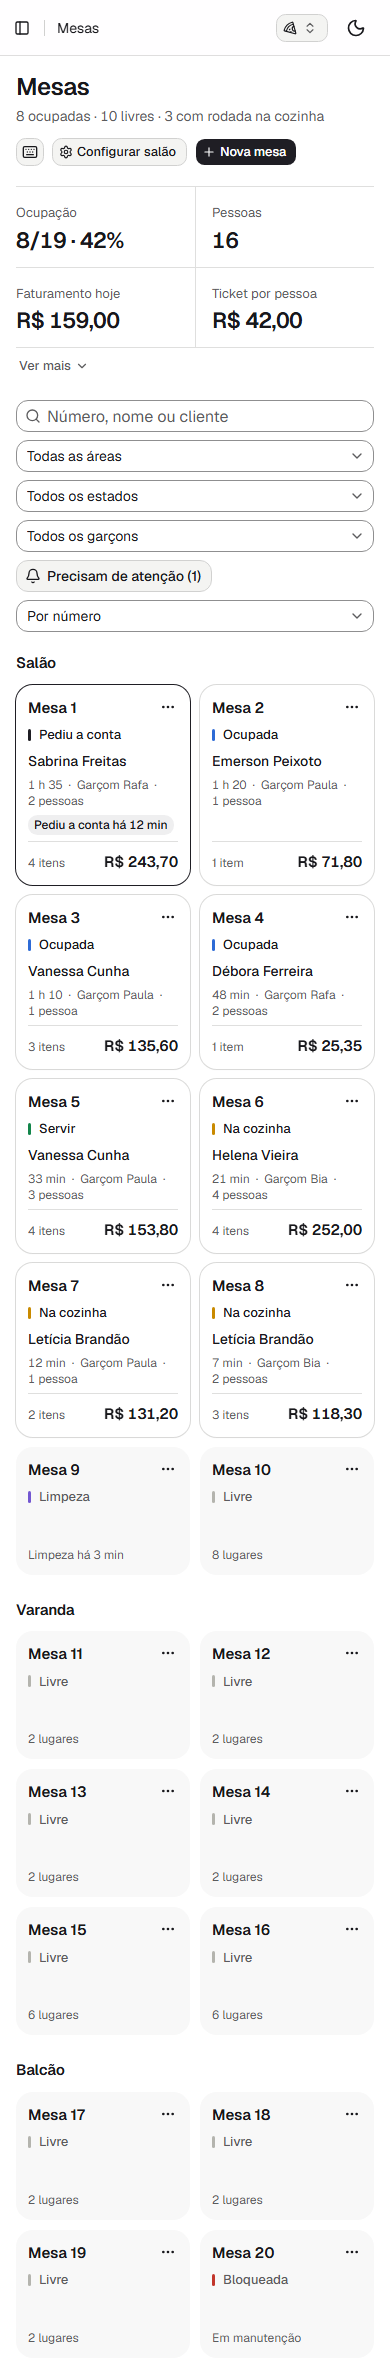 Mesas
Mesas
8 ocupadas · 10 livres · 3 com rodada na cozinha
Configurar salão
Nova mesa
Ocupação
8/19 · 42%
Pessoas
16
Faturamento hoje
R$ 159,00
Ticket por pessoa
R$ 42,00
Ver mais
Número, nome ou cliente
Todas as áreas
Todos os estados
Todos os garçons
Precisam de atenção (1)
Por número
Salão
Mesa 1
Pediu a conta
Sabrina Freitas
1 h 35 · Garçom Rafa ·
2 pessoas
Pediu a conta há 12 min
4 itens R$ 243,70
Mesa 2
Ocupada
Emerson Peixoto
1 h 20 · Garçom Paula ·
1 pessoa
1 item R$ 71,80
Mesa 3
Ocupada
Vanessa Cunha
1 h 10 · Garçom Paula ·
1 pessoa
3 itens R$ 135,60
Mesa 4
Ocupada
Débora Ferreira
48 min · Garçom Rafa ·
2 pessoas
1 item R$ 25,35
Mesa 5
Servir
Vanessa Cunha
33 min · Garçom Paula ·
3 pessoas
4 itens R$ 153,80
Mesa 6
Na cozinha
Helena Vieira
21 min · Garçom Bia ·
4 pessoas
4 itens R$ 252,00
Mesa 7
Na cozinha
Letícia Brandão
12 min · Garçom Paula ·
1 pessoa
2 itens R$ 131,20
Mesa 8
Na cozinha
Letícia Brandão
7 min · Garçom Bia ·
2 pessoas
3 itens R$ 118,30
Mesa 9
Limpeza
Limpeza há 3 min
Mesa 10
Livre
8 lugares
Varanda
Mesa 11
Livre
2 lugares
Mesa 12
Livre
2 lugares
Mesa 13
Livre
2 lugares
Mesa 14
Livre
2 lugares
Mesa 15
Livre
6 lugares
Mesa 16
Livre
6 lugares
Balcão
Mesa 17
Livre
2 lugares
Mesa 18
Livre
2 lugares
Mesa 19
Livre
2 lugares
Mesa 20
Bloqueada
Em manutenção